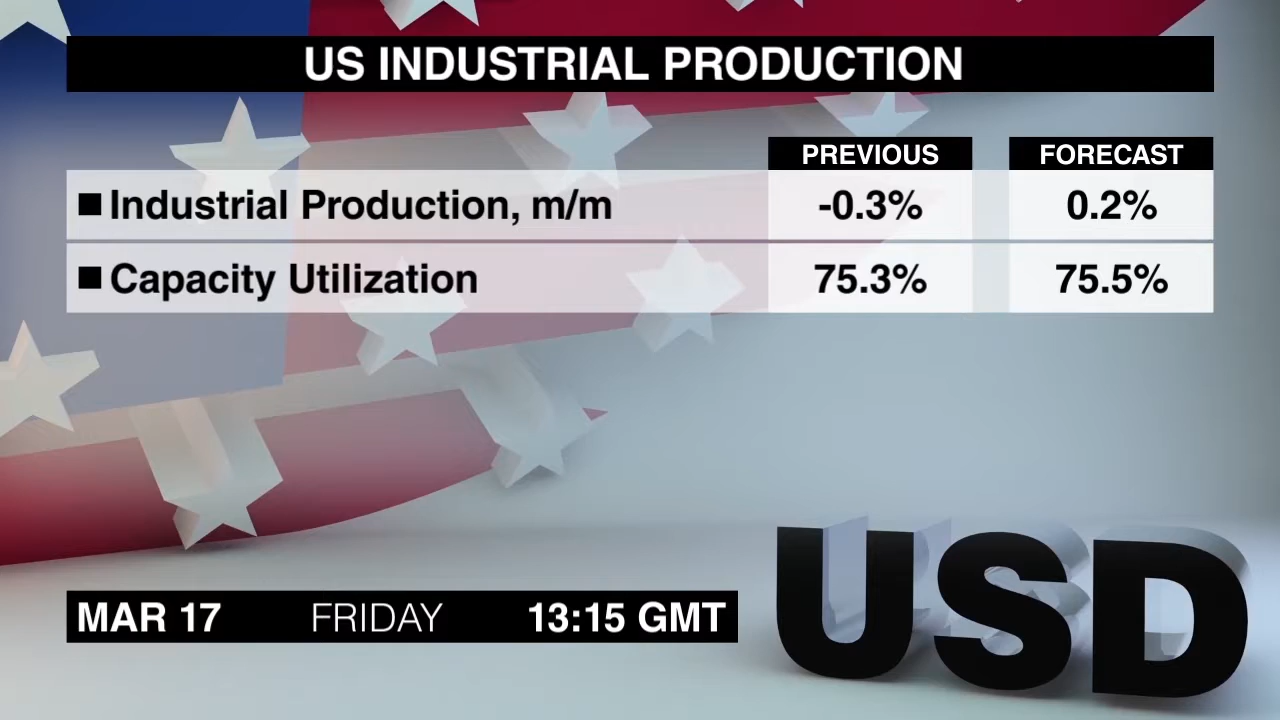 US INDUSTRIAL PRODUCTION
PREVIOUS FORECAST
Industrial Production, m/m -0.3% 0.2%
Capacity Utilization 75.3% 75.5%
MAR 17 FRIDAY 13:15 GMT
USD